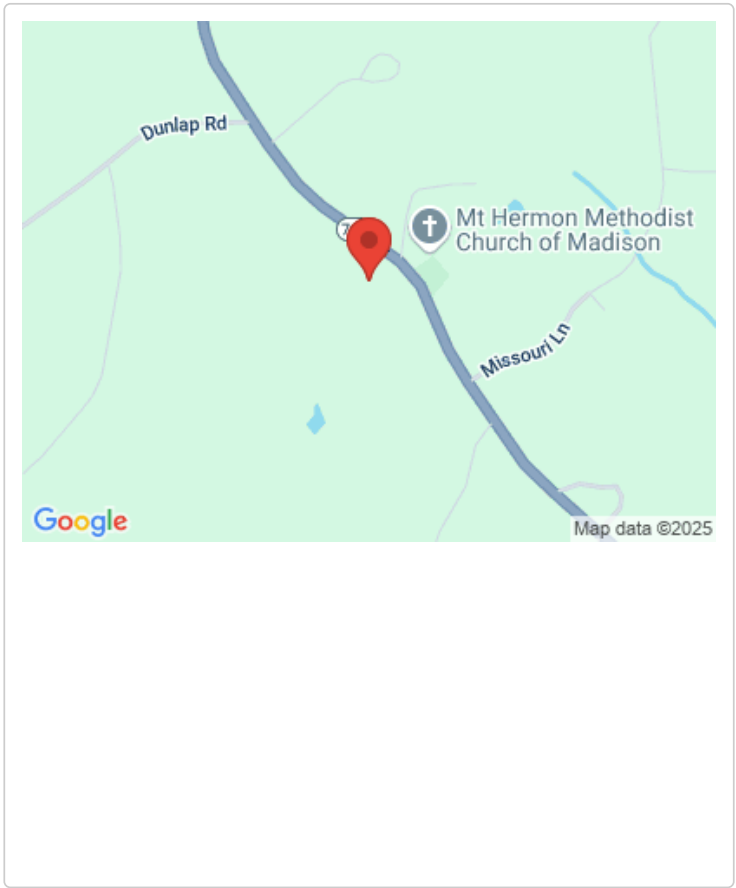 Dunlap Rd
Mt Hermon Methodist
Church of Madison
Missouri Ln
Google
Map data ©2025